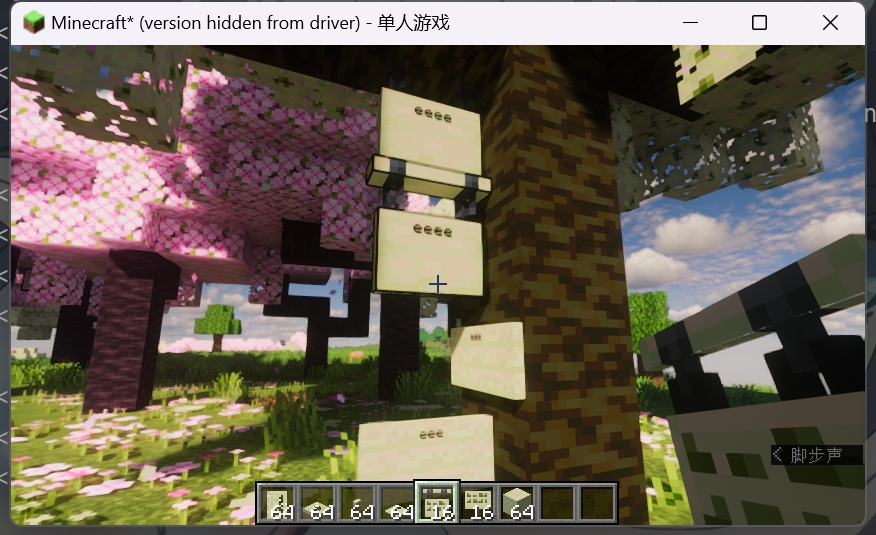 Minecraft* (version hidden from driver) - 单人游戏
< 脚步声
64 64 64 64 16 16 64